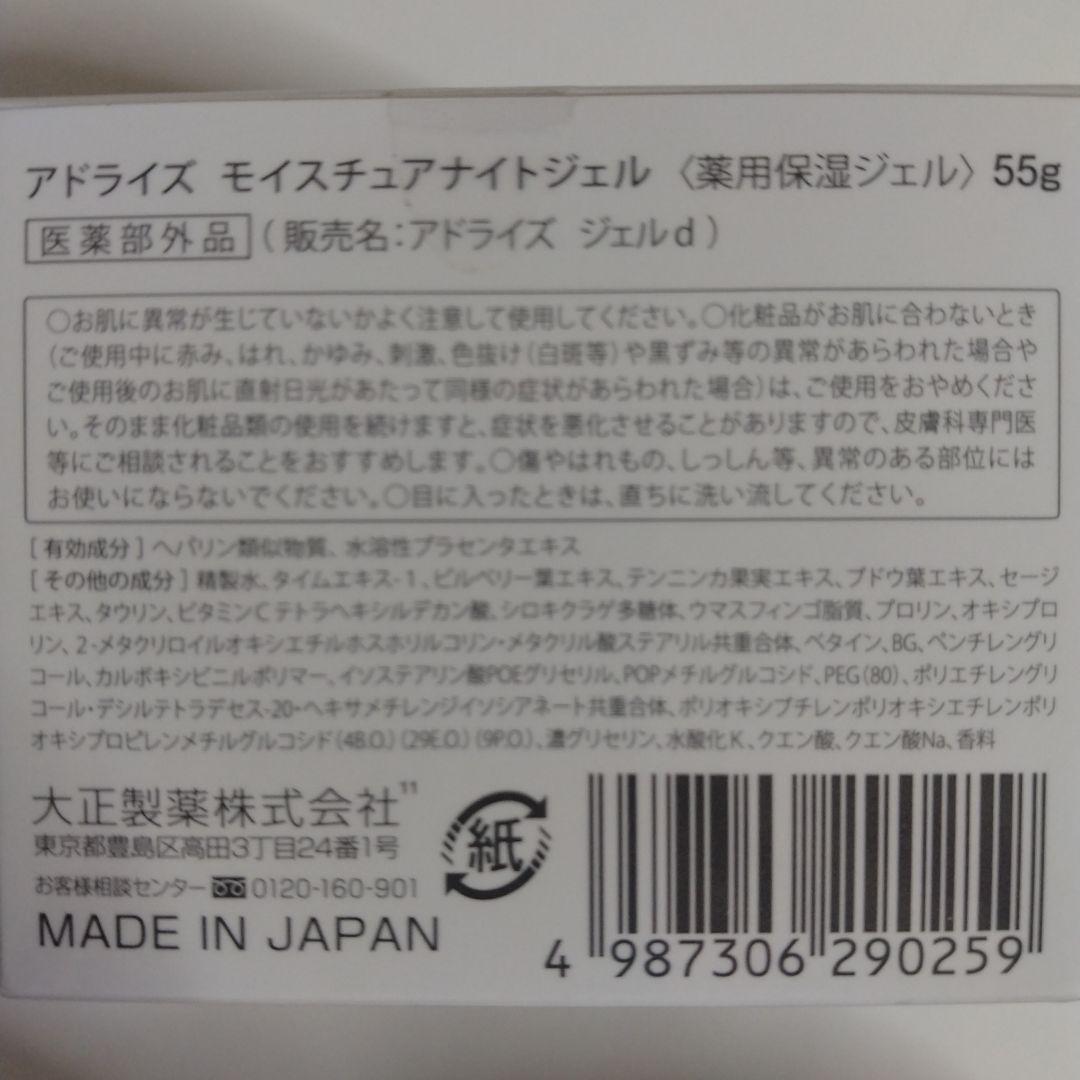 アドライズ モイスチュアナイトジェル 〈薬用保湿ジェル〉 55g
医薬部外品 (販売名:アドライズ ジェルd)
○お肌に異常が生じていないかよく注意して使用してください。○化粧品がお肌に合わないとき
(ご使用中に赤み、はれ、かゆみ、刺激、色抜け(白斑等)や黒ずみ等の異常があらわれた場合や
ご使用後のお肌に直射日光があたって同様の症状があらわれた場合)は、ご使用をおやめくださ
い。そのまま化粧品類の使用を続けますと、症状を悪化させることがありますので、皮膚科専門医
等にご相談されることをおすすめします。○傷やはれもの、しっしん等、異常のある部位には
お使いにならないでください。○目に入ったときは、直ちに洗い流してください。
[有効成分]ヘパリン類似物質、水溶性プラセンタエキス
[その他の成分]精製水、タイムエキス-1、ビルベリー葉エキス、テンニンカ果実エキス、ブドウ葉エキス、セージ
エキス、タウリン、ビタミンCテトラヘキシルデカン酸、シロキクラゲ多糖体、ウマスフィンゴ脂質、プロリン、オキシプロ
リン、2-メタクリロイルオキシエチルホスホリルコリン・メタクリル酸ステアリル共重合体、ベタイン、BG、ペンチレングリ
コール、カルボキシビニルポリマー、イソステアリン酸POEグリセリル、POPメチルグルコシド、PEG(80)、ポリエチレングリ
コール・デシルテトラデセス-20・ヘキサメチレンジイソシアネート共重合体、ポリオキシブチレンポリオキシエチレンポリ
オキシプロピレンメチルグルコシド(4B.O.)(29E.O.)(9P.O.)、濃グリセリン、水酸化K、クエン酸、クエン酸Na、香料
大正製薬株式会社11
東京都豊島区高田3丁目24番1号
お客様相談センター 0120-160-901
MADE IN JAPAN
紙
4 987306 290259